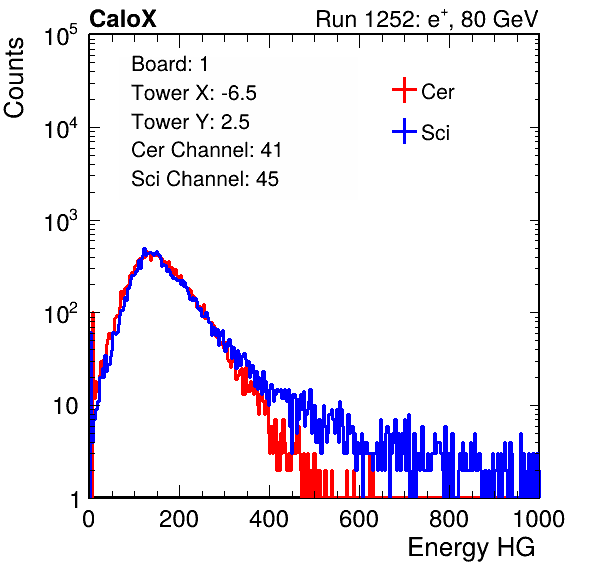 CaloX Run 1252: e⁺, 80 GeV
Counts
Board: 1
Tower X: -6.5
Tower Y: 2.5
Cer Channel: 41
Sci Channel: 45
Cer
Sci
10⁵
10⁴
10³
10²
10
1
0 200 400 600 800 1000
Energy HG